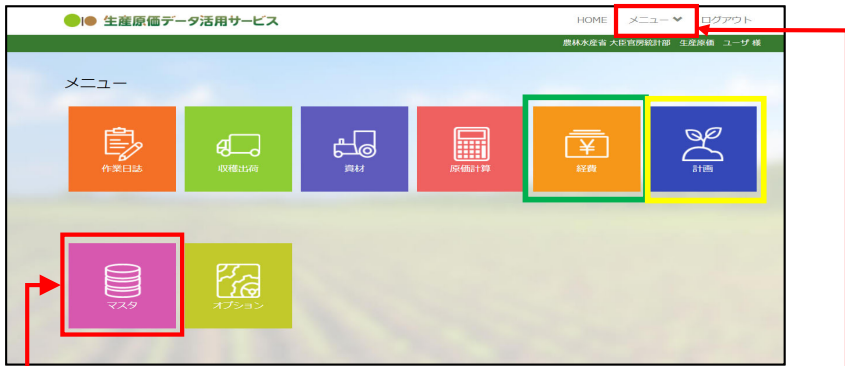 生産原価データ活用サービス
HOME メニュー ログアウト
農林水産省 大臣官房統計部 生産原価 ユーザ 様
メニュー
作業日誌 収穫出荷 資材 原価計算 経費 計画
マスタ オプション